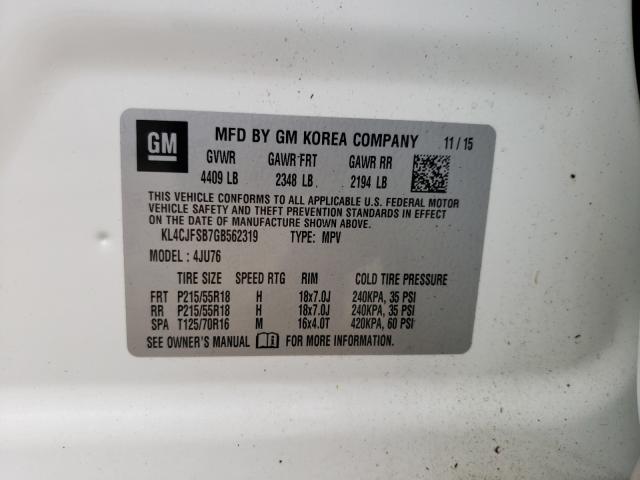 GM MFD BY GM KOREA COMPANY 11 / 15
GVWR GAWR FRT GAWR RR
4409 LB 2348 LB 2194 LB
THIS VEHICLE CONFORMS TO ALL APPLICABLE U.S. FEDERAL MOTOR
VEHICLE SAFETY AND THEFT PREVENTION STANDARDS IN EFFECT
ON THE DATE OF MANUFACTURE SHOWN ABOVE.
KL4CJFSB7GB562319 TYPE: MPV
MODEL : 4JU76
TIRE SIZE SPEED RTG RIM COLD TIRE PRESSURE
FRT P215/55R18 H 18x7.0J 240KPA, 35 PSI
RR P215/55R18 H 18x7.0J 240KPA, 35 PSI
SPA T125/70R16 M 16x4.0T 420KPA, 60 PSI
SEE OWNER'S MANUAL FOR MORE INFORMATION.